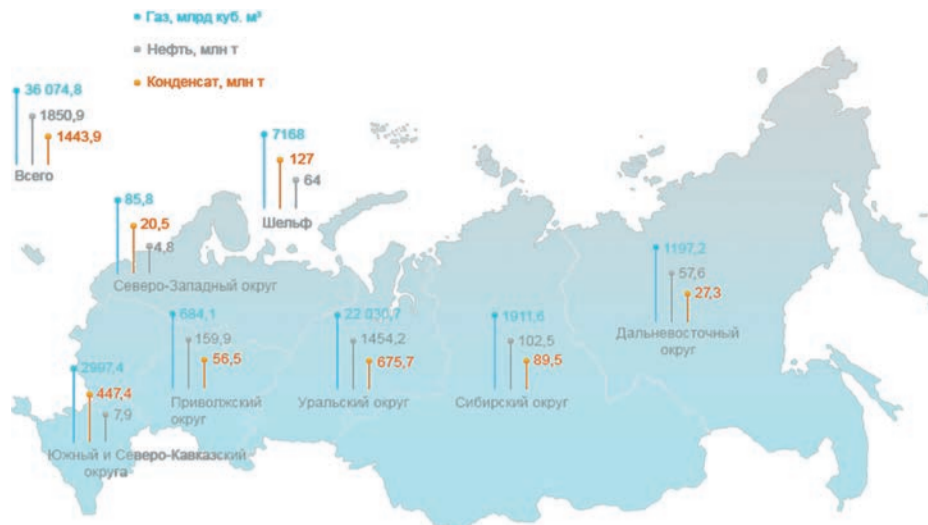 Газ, млрд куб. м³
Нефть, млн т
Конденсат, млн т
36 074,8
1850,9
1443,9
Всего
7168
127
64
Шельф
85,8
20,5
4,8
Северо-Западный округ
1197,2
57,6
27,3
Дальневосточный
округ
684,1
159,9
56,5
Приволжский
округ
22 030,7
1454,2
675,7
Уральский округ
1911,6
102,5
89,5
Сибирский округ
2997,4
447,4
7,9
Южный и Северо-Кавказский
округа